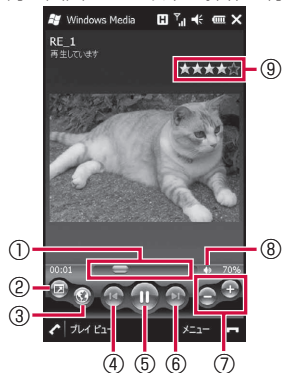 Windows Media
RE_1
再生しています
⑨
①
⑧
00:01
70%
②
③
プレイ ビュー
メニュー
④
⑤
⑥
⑦